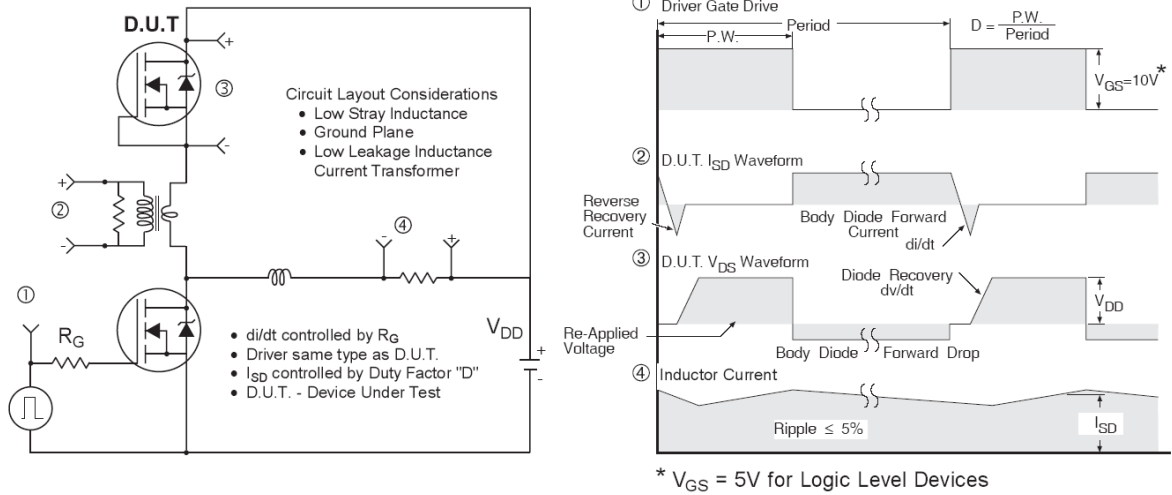 D.U.T
+
③
-
Circuit Layout Considerations
• Low Stray Inductance
• Ground Plane
• Low Leakage Inductance
Current Transformer
+
②
-
④
-
+
①
R_G
V_DD
+
-
• di/dt controlled by R_G
• Driver same type as D.U.T.
• I_SD controlled by Duty Factor "D"
• D.U.T. - Device Under Test
① Driver Gate Drive
P.W.
Period
D =
P.W.
Period
V_GS=10V*
② D.U.T. I_SD Waveform
Reverse
Recovery
Current
Body Diode Forward
Current
di/dt
③ D.U.T. V_DS Waveform
Diode Recovery
dv/dt
V_DD
Re-Applied
Voltage
Body Diode
Forward Drop
④ Inductor Current
Ripple ≤ 5%
I_SD
* V_GS = 5V for Logic Level Devices